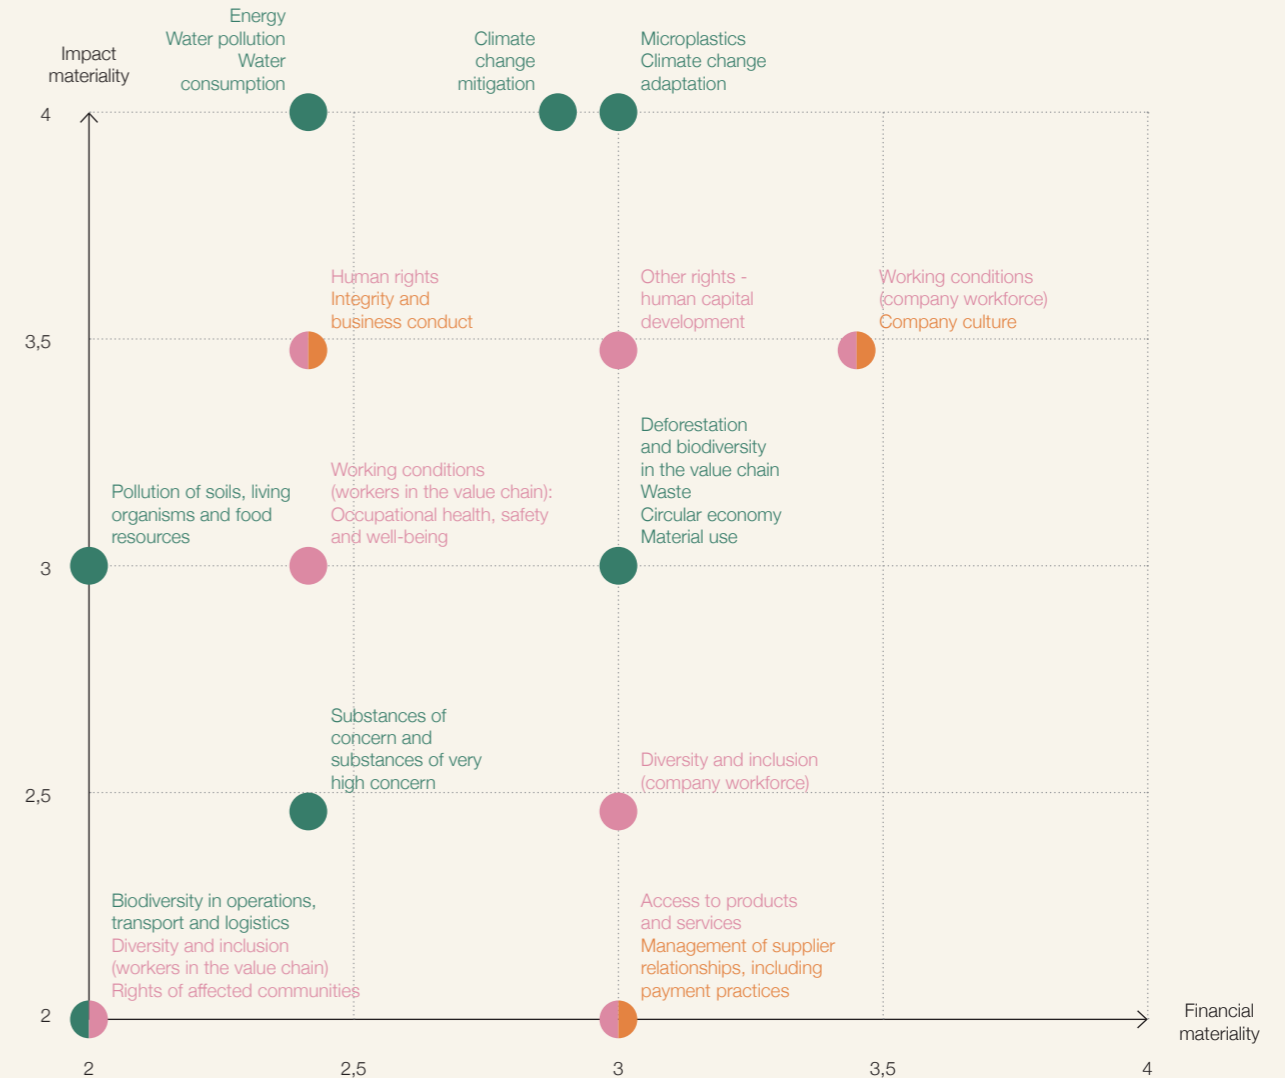 Energy
Water pollution
Water
consumption
Climate
change
mitigation
Microplastics
Climate change
adaptation
Impact
materiality
4
Human rights
Integrity and
business conduct
Other rights -
human capital
development
Working conditions
(company workforce)
Company culture
3,5
Deforestation
and biodiversity
in the value chain
Waste
Circular economy
Material use
Working conditions
(workers in the value chain):
Occupational health, safety
and well-being
Pollution of soils, living
organisms and food
resources
3
Substances of
concern and
substances of very
high concern
Diversity and inclusion
(company workforce)
2,5
Biodiversity in operations,
transport and logistics
Diversity and inclusion
(workers in the value chain)
Rights of affected communities
Access to products
and services
Management of supplier
relationships, including
payment practices
2
Financial
materiality
2
2,5
3
3,5
4